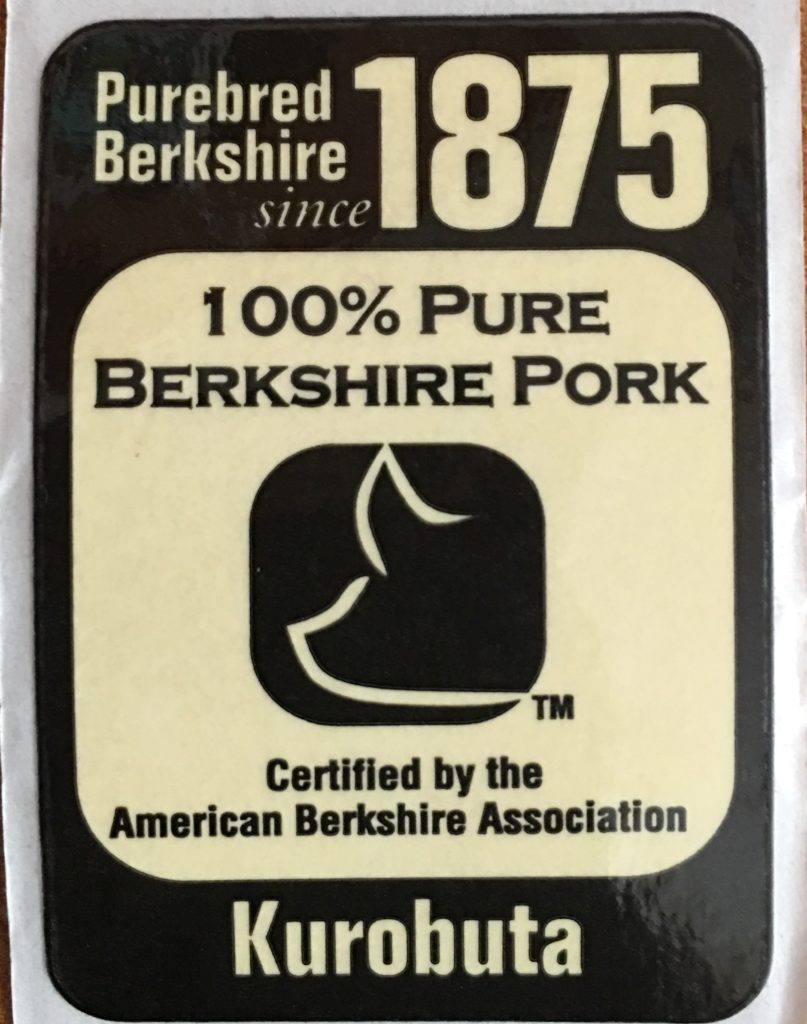 Purebred
Berkshire
since 1875
100% PURE
BERKSHIRE PORK
TM
Certified by the
American Berkshire Association
Kurobuta